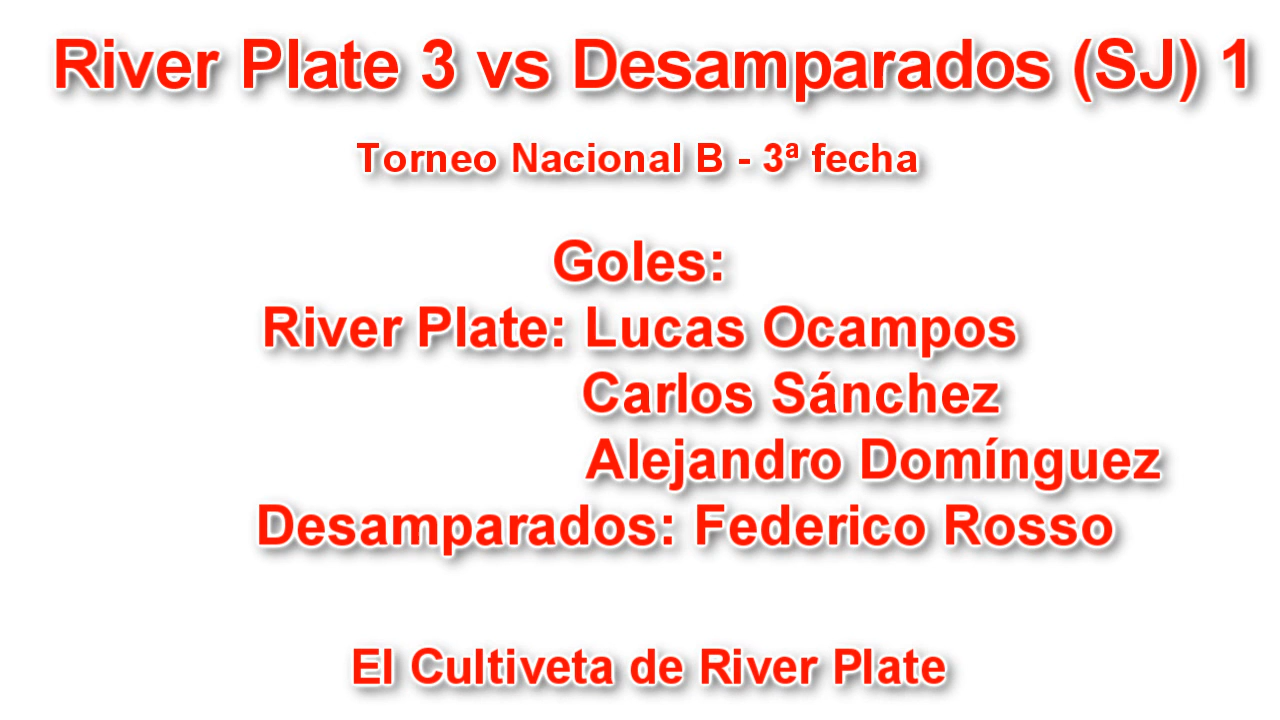 River Plate 3 vs Desamparados (SJ) 1
Torneo Nacional B - 3ª fecha
Goles:
River Plate: Lucas Ocampos
Carlos Sánchez
Alejandro Domínguez
Desamparados: Federico Rosso
El Cultiveta de River Plate